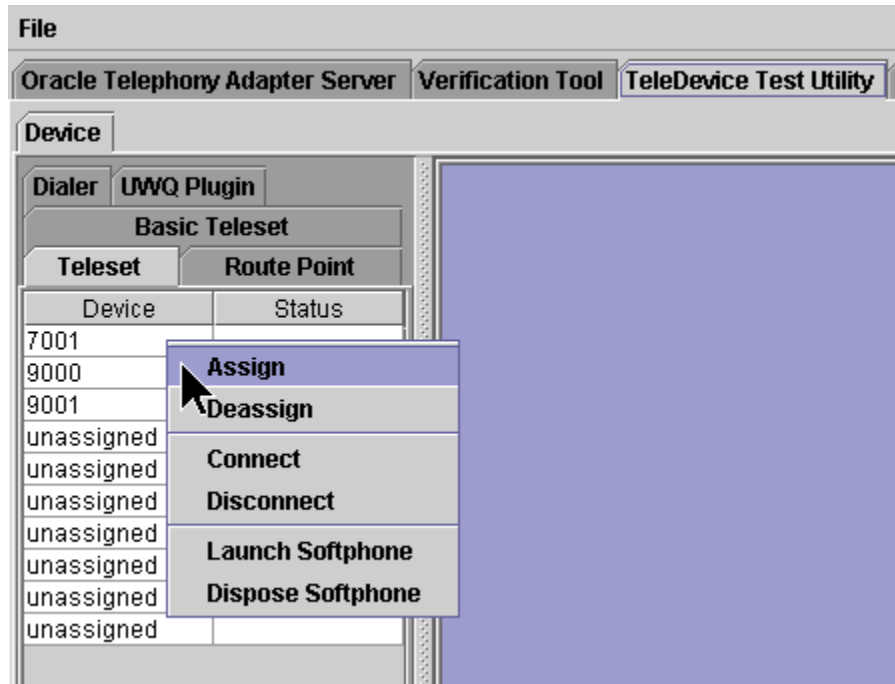 File
Oracle Telephony Adapter Server Verification Tool TeleDevice Test Utility
Device
Dialer UWQ Plugin
Basic Teleset
Teleset Route Point
Device Status
7001
9000
9001
unassigned
unassigned
unassigned
unassigned
unassigned
unassigned
unassigned
Assign
Deassign
Connect
Disconnect
Launch Softphone
Dispose Softphone